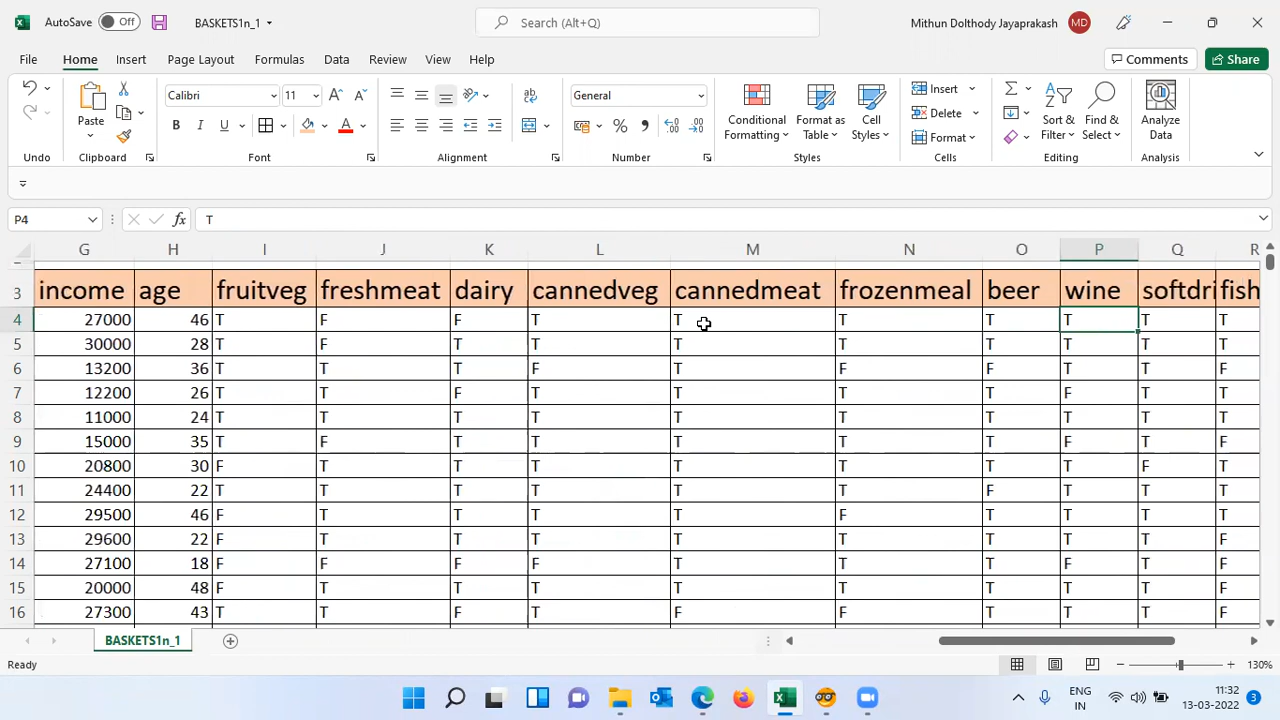 AutoSave Off BASKETS1n_1 Search (Alt+Q) Mithun Dolthody Jayaprakash MD
File Home Insert Page Layout Formulas Data Review View Help Comments Share
Calibri 11 General Insert
Paste Conditional Formatting Format as Table Cell Styles Delete Sort & Filter Find & Select Analyze Data
Format
Undo Clipboard Font Alignment Number Styles Cells Editing Analysis
P4 fx T
G H I J K L M N O P Q R
3 income age fruitveg freshmeat dairy cannedveg cannedmeat frozenmeal beer wine softdri fish
4 27000 46 T F F T T T T T T T
5 30000 28 T F T T T T T T T T
6 13200 36 T T T F T F F T T F
7 12200 26 T T F T T T T F T T
8 11000 24 T T T T T T T T T T
9 15000 35 T F T T T T T F T F
10 20800 30 F T T T T T T T F T
11 24400 22 T T T T T T F T T T
12 29500 46 F T T T T F T T T T
13 29600 22 F T T T T T T T T F
14 27100 18 F F F F T T T F T F
15 20000 48 F T T T T T T T T F
16 27300 43 T T F T F F T T T F
BASKETS1n_1
Ready 130%
ENG IN 11:32 13-03-2022 3